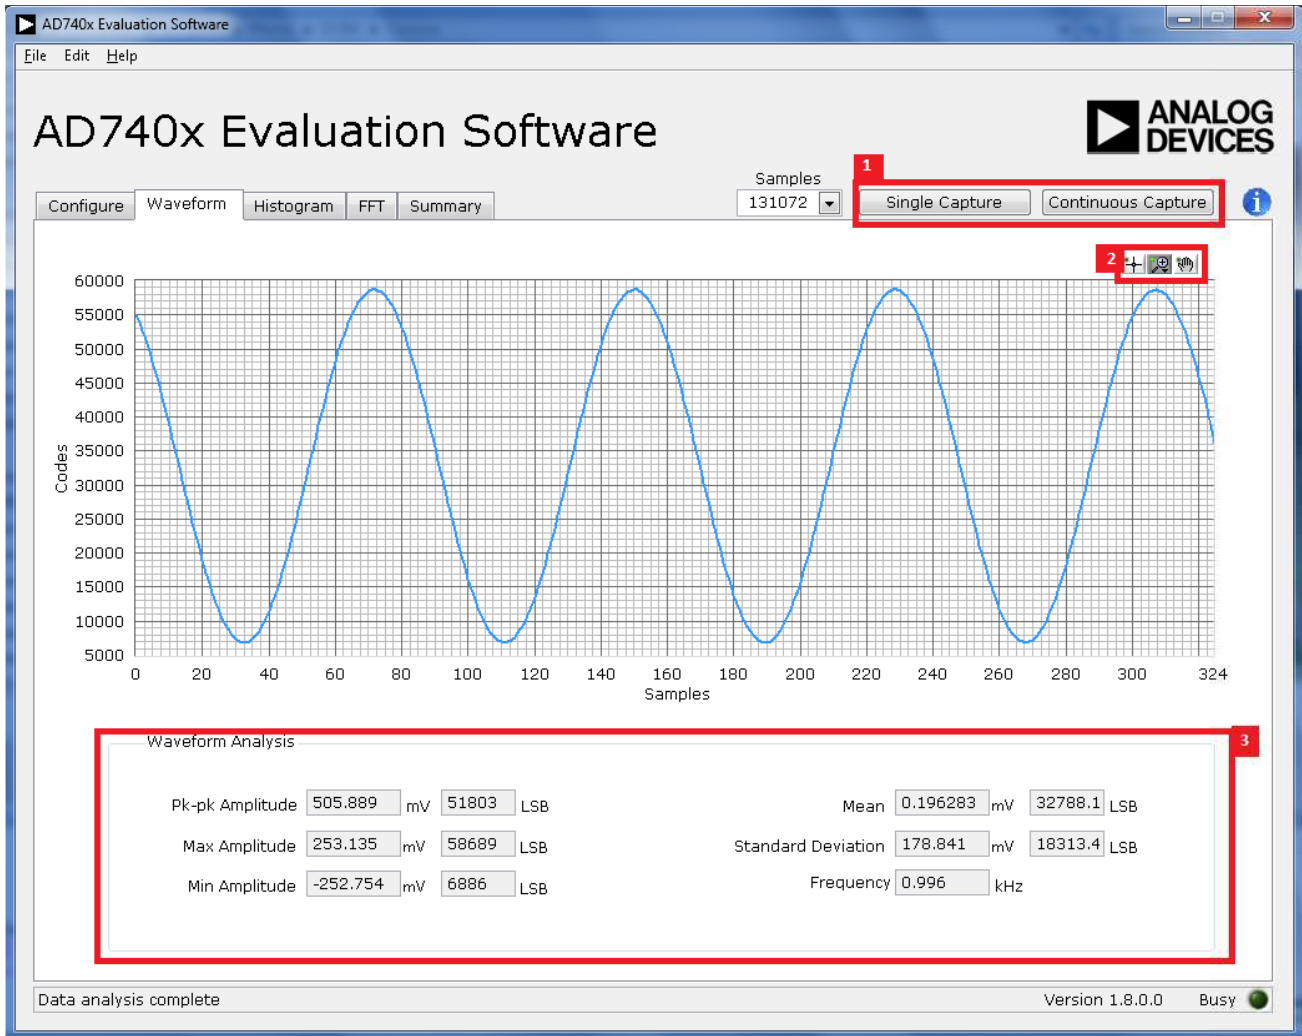 AD740x Evaluation Software
File Edit Help
AD740x Evaluation Software
ANALOG
DEVICES
1
Samples
Configure Waveform Histogram FFT Summary
131072 Single Capture Continuous Capture
i
2
60000
55000
50000
45000
40000
35000
30000
25000
20000
15000
10000
5000
Codes
0 20 40 60 80 100 120 140 160 180 200 220 240 260 280 300 324
Samples
3
Waveform Analysis
Pk-pk Amplitude 505.889 mV 51803 LSB
Mean 0.196283 mV 32788.1 LSB
Max Amplitude 253.135 mV 58689 LSB
Standard Deviation 178.841 mV 18313.4 LSB
Min Amplitude -252.754 mV 6886 LSB
Frequency 0.996 kHz
Data analysis complete
Version 1.8.0.0 Busy